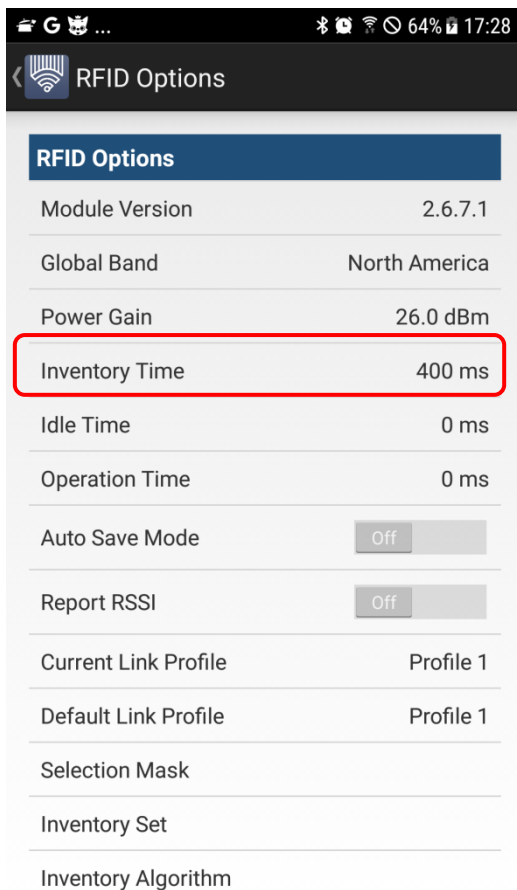 G ... 64% 17:28
RFID Options
RFID Options
Module Version 2.6.7.1
Global Band North America
Power Gain 26.0 dBm
Inventory Time 400 ms
Idle Time 0 ms
Operation Time 0 ms
Auto Save Mode Off
Report RSSI Off
Current Link Profile Profile 1
Default Link Profile Profile 1
Selection Mask
Inventory Set
Inventory Algorithm